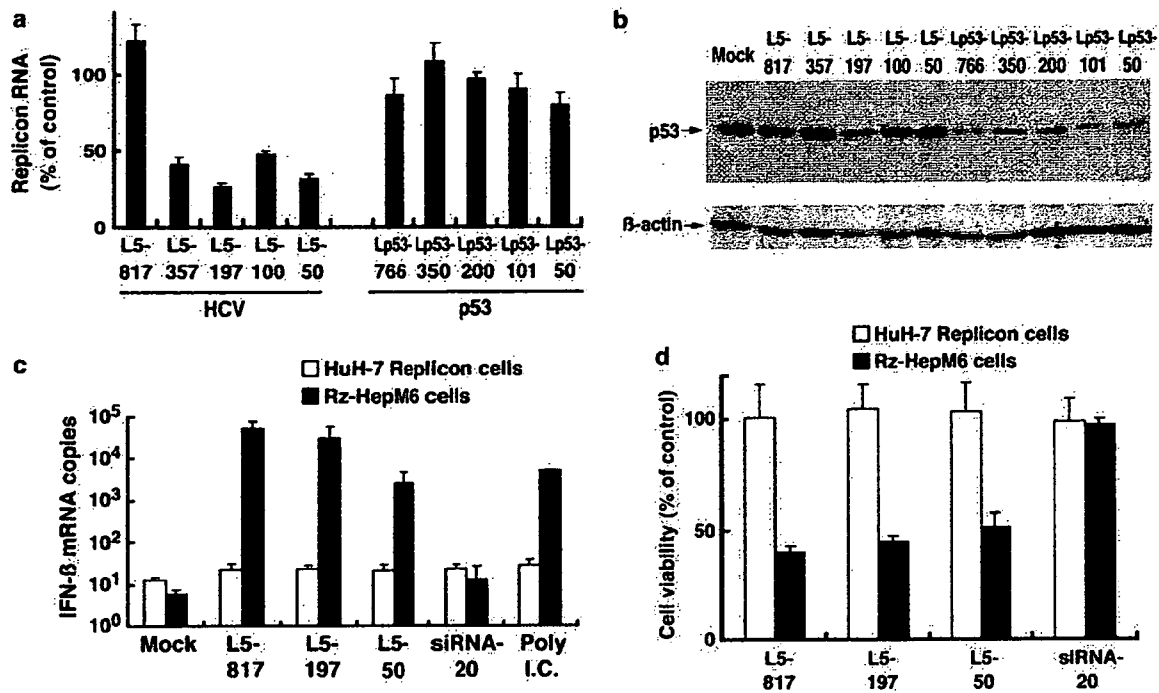 a
Replicon RNA
(% of control)
100
50
0
L5-
817
L5-
357
L5-
197
L5-
100
L5-
50
Lp53-
766
Lp53-
350
Lp53-
200
Lp53-
101
Lp53-
50
HCV
p53
b
Mock
L5-
817
L5-
357
L5-
197
L5-
100
L5-
50
Lp53-
766
Lp53-
350
Lp53-
200
Lp53-
101
Lp53-
50
p53
ß-actin
c
HuH-7 Replicon cells
Rz-HepM6 cells
IFN-ß mRNA copies
10⁵
10⁴
10³
10²
10¹
10⁰
Mock
L5-
817
L5-
197
L5-
50
siRNA-
20
Poly
I.C.
d
HuH-7 Replicon cells
Rz-HepM6 cells
Cell viability (% of control)
100
50
0
L5-
817
L5-
197
L5-
50
siRNA-
20